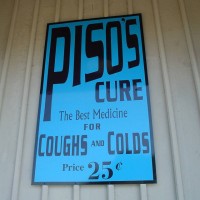 PISO'S
CURE
The Best Medicine
FOR
COUGHS AND COLDS
Price 25¢